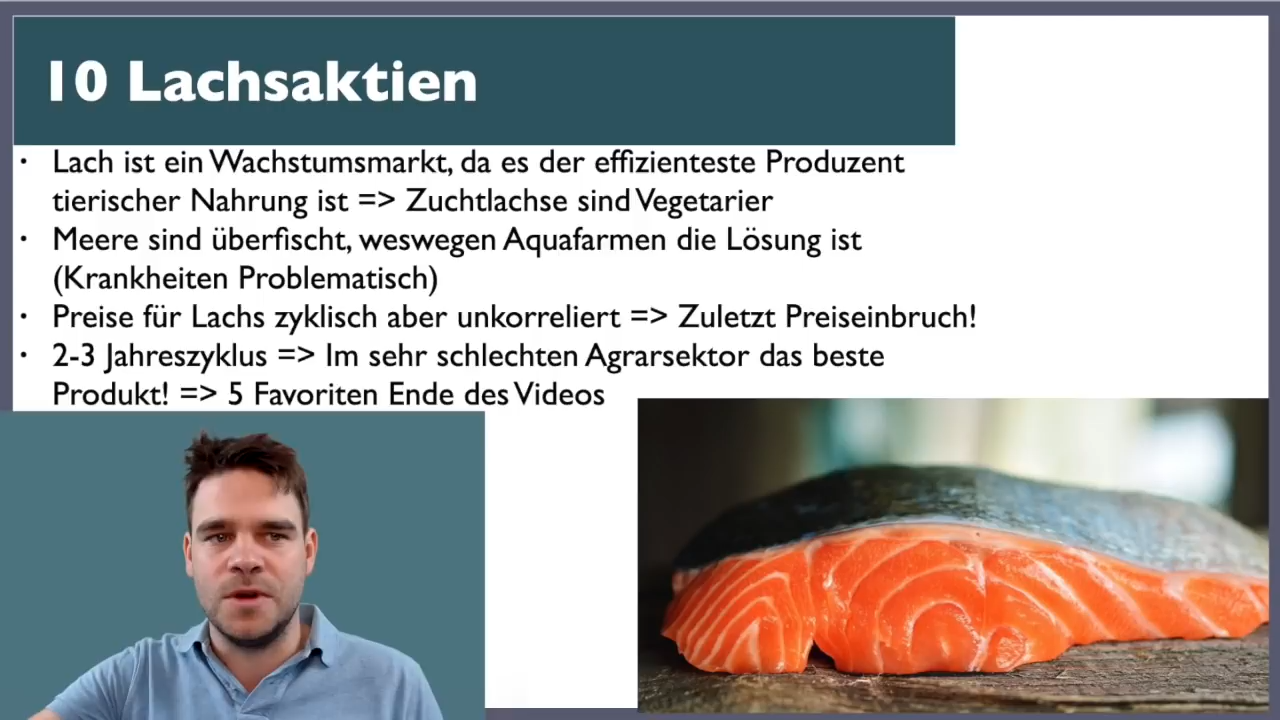 10 Lachsaktien
• Lach ist ein Wachstumsmarkt, da es der effizienteste Produzent
tierischer Nahrung ist => Zuchtlachse sind Vegetarier
• Meere sind überfischt, weswegen Aquafarmen die Lösung ist
(Krankheiten Problematisch)
• Preise für Lachs zyklisch aber unkorreliert => Zuletzt Preiseinbruch!
• 2-3 Jahreszyklus => Im sehr schlechten Agrarsektor das beste
Produkt! => 5 Favoriten Ende des Videos